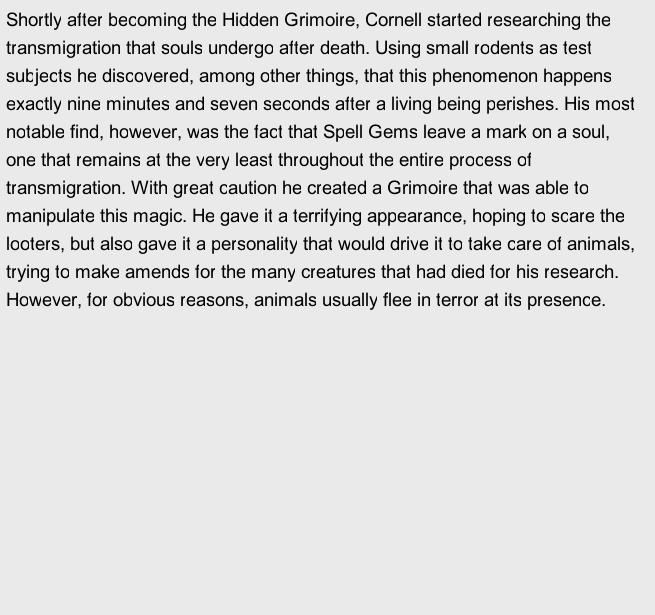 Shortly after becoming the Hidden Grimoire, Cornell started researching the
transmigration that souls undergo after death. Using small rodents as test
subjects he discovered, among other things, that this phenomenon happens
exactly nine minutes and seven seconds after a living being perishes. His most
notable find, however, was the fact that Spell Gems leave a mark on a soul,
one that remains at the very least throughout the entire process of
transmigration. With great caution he created a Grimoire that was able to
manipulate this magic. He gave it a terrifying appearance, hoping to scare the
looters, but also gave it a personality that would drive it to take care of animals,
trying to make amends for the many creatures that had died for his research.
However, for obvious reasons, animals usually flee in terror at its presence.